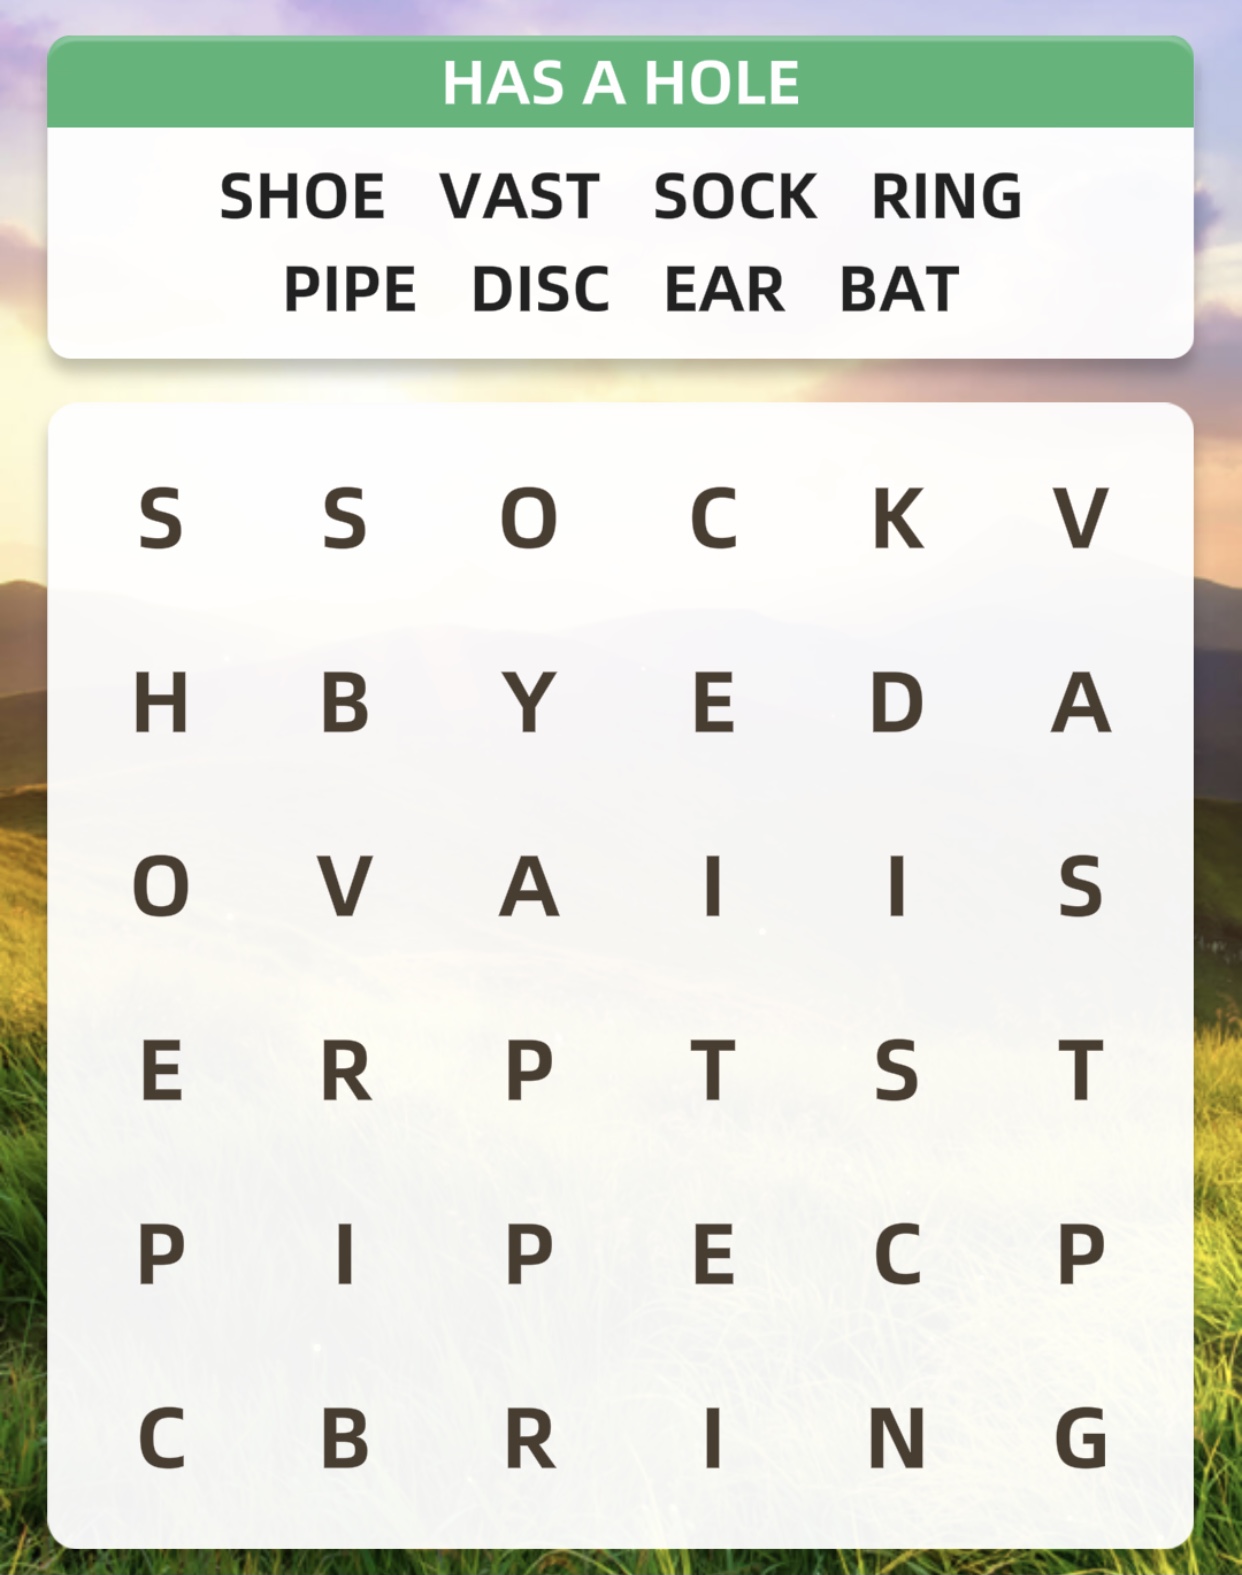 HAS A HOLE
SHOE VAST SOCK RING
PIPE DISC EAR BAT
S S O C K V
H B Y E D A
O V A I I S
E R P T S T
P I P E C P
C B R I N G